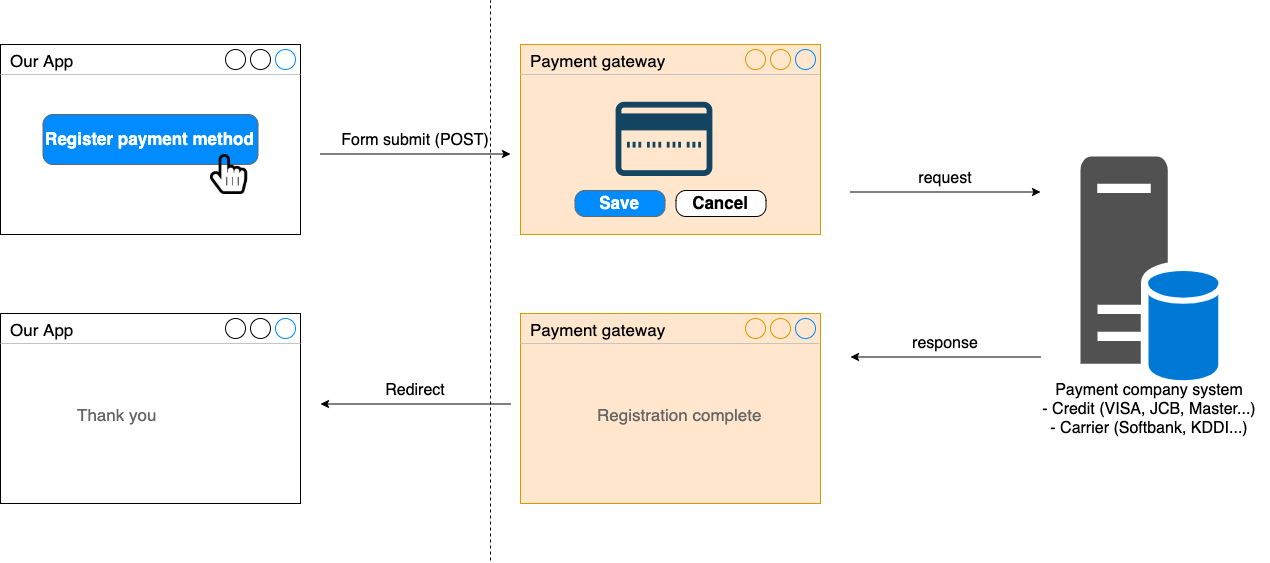 Our App
Register payment method
Form submit (POST)
Payment gateway
Save
Cancel
request
Our App
Thank you
Redirect
Payment gateway
Registration complete
response
Payment company system
- Credit (VISA, JCB, Master...)
- Carrier (Softbank, KDDI...)